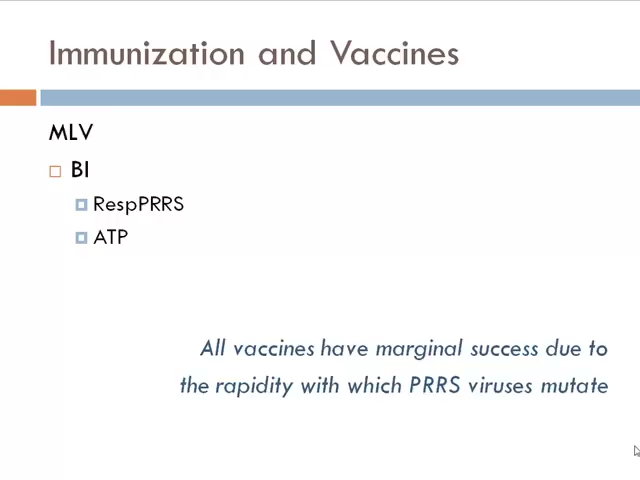 Immunization and Vaccines
MLV
BI
RespPRRS
ATP
All vaccines have marginal success due to
the rapidity with which PRRS viruses mutate